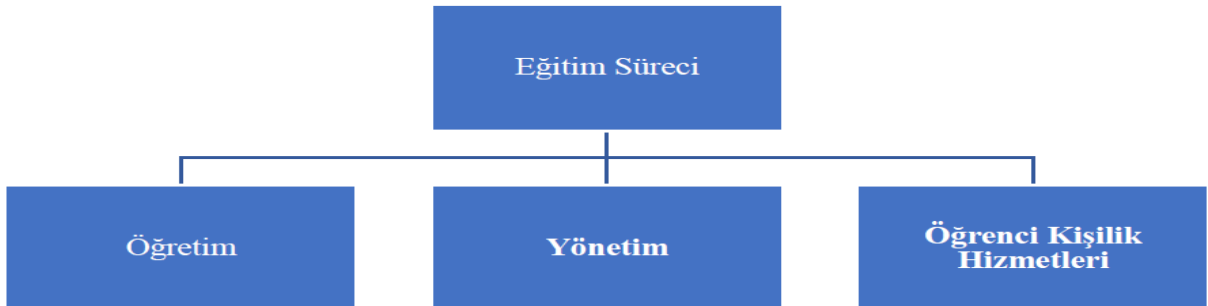 Eğitim Süreci
Öğretim
Yönetim
Öğrenci Kişilik
Hizmetleri